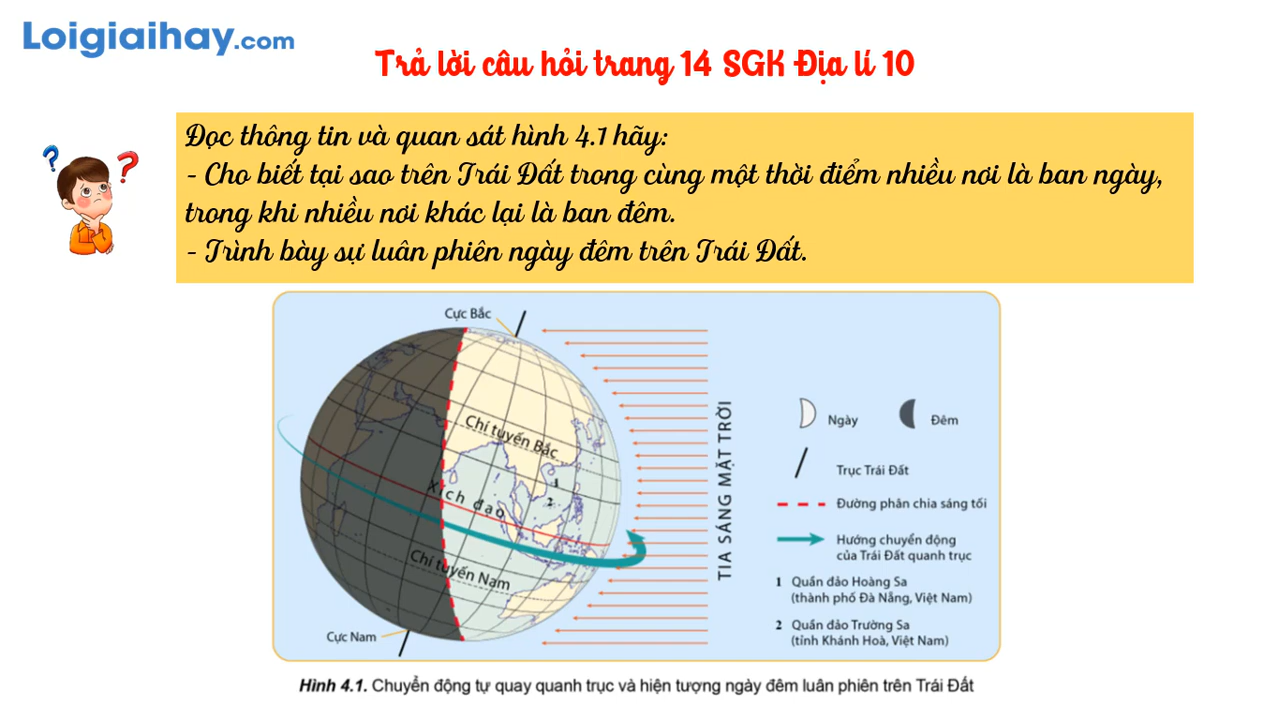 Loigiaihay.com
Trả lời câu hỏi trang 14 SGK Địa lí 10
? ?
Đọc thông tin và quan sát hình 4.1 hãy:
- Cho biết tại sao trên Trái Đất trong cùng một thời điểm nhiều nơi là ban ngày,
trong khi nhiều nơi khác lại là ban đêm.
- Trình bày sự luân phiên ngày đêm trên Trái Đất.
Cực Bắc
Chí tuyến Bắc
1
2
Xích đạo
Chí tuyến Nam
Cực Nam
TIA SÁNG MẶT TRỜI
Ngày Đêm
Trục Trái Đất
Đường phân chia sáng tối
Hướng chuyển động
của Trái Đất quanh trục
1 Quần đảo Hoàng Sa
(thành phố Đà Nẵng, Việt Nam)
2 Quần đảo Trường Sa
(tỉnh Khánh Hoà, Việt Nam)
Hình 4.1. Chuyển động tự quay quanh trục và hiện tượng ngày đêm luân phiên trên Trái Đất